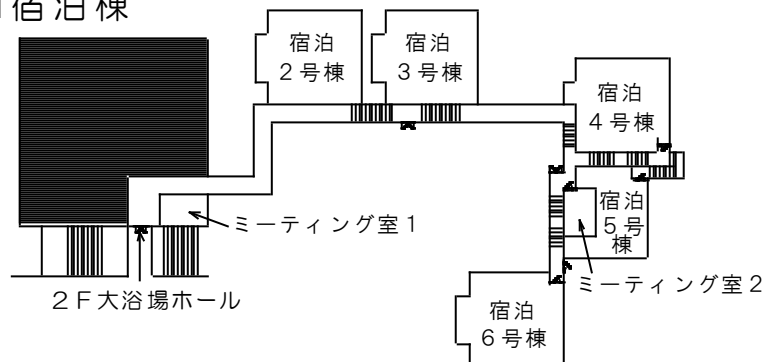 宿泊棟
宿泊
2号棟
宿泊
3号棟
宿泊
4号棟
ミーティング室1
宿泊
5号
棟
2F大浴場ホール
ミーティング室2
宿泊
6号棟